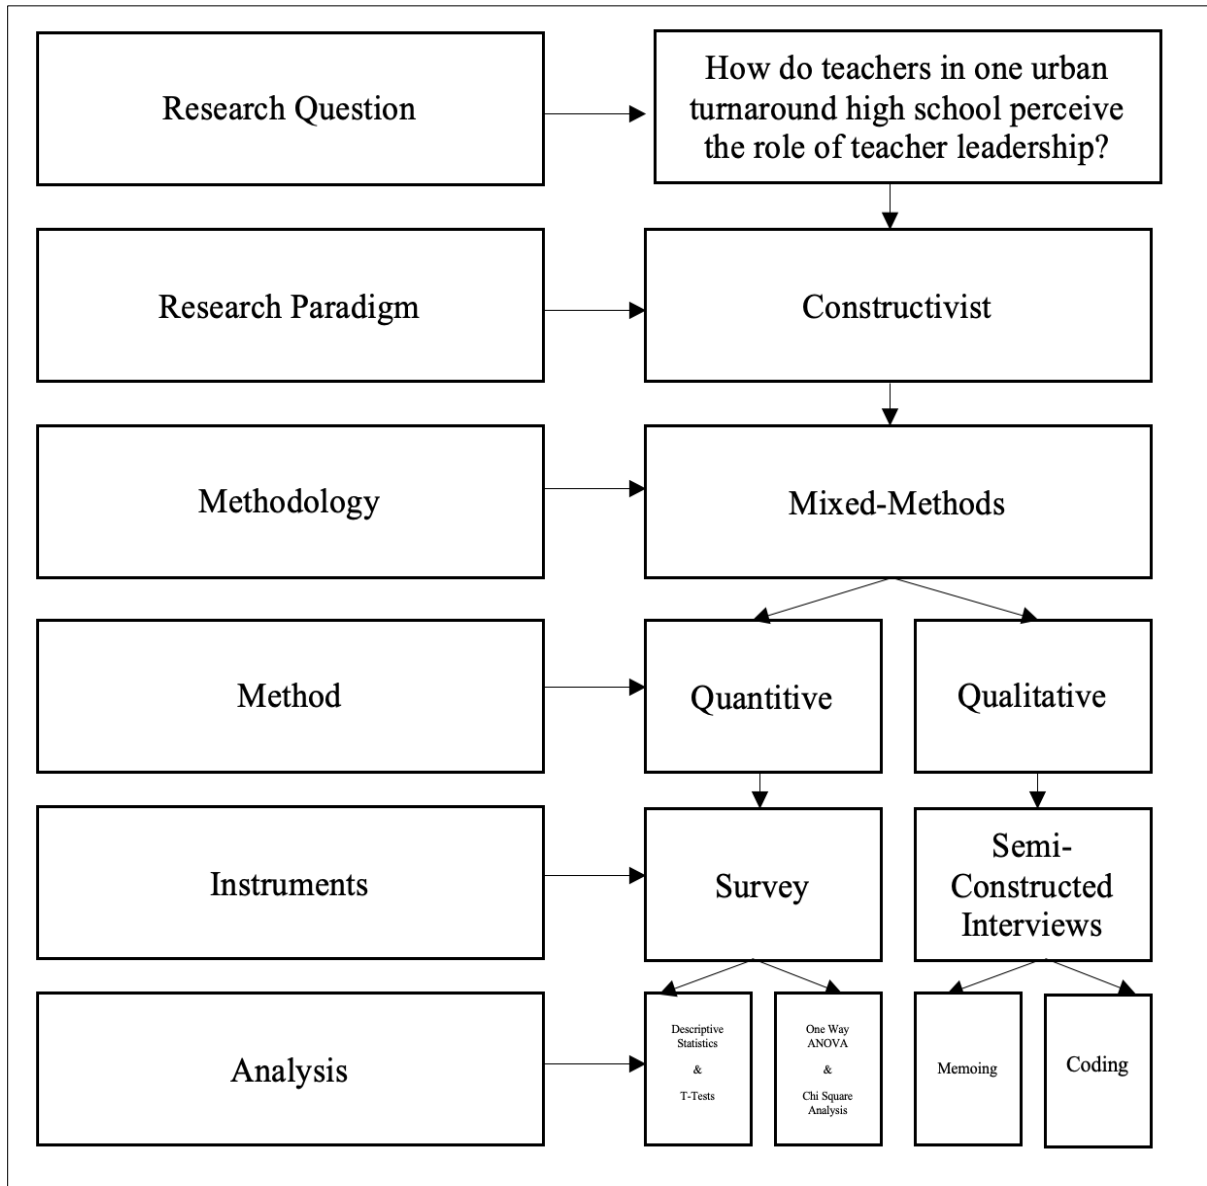 Research Question
How do teachers in one urban
turnaround high school perceive
the role of teacher leadership?
Research Paradigm
Constructivist
Methodology
Mixed-Methods
Method
Quantitive
Qualitative
Instruments
Survey
Semi-
Constructed
Interviews
Analysis
Descriptive
Statistics
&
T-Tests
One Way
ANOVA
&
Chi Square
Analysis
Memoing
Coding